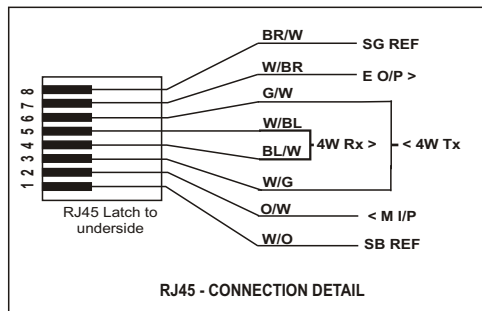 BR/W SG REF
W/BR E O/P >
G/W
W/BL
4W Rx > < 4W Tx
BL/W
W/G
O/W < M I/P
W/O SB REF
8
7
6
5
4
3
2
1
RJ45 Latch to
underside
RJ45 - CONNECTION DETAIL